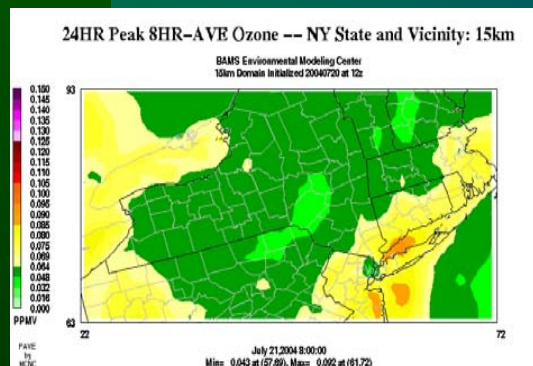 24HR Peak 8HR-AVE Ozone -- NY State and Vicinity: 15km
BAMS Environmental Modeling Center
15km Domain Initialized 20040720 at 12z
0.150
0.145
0.140
0.135
0.130
0.125
0.120
0.115
0.110
0.105
0.100
0.095
0.090
0.085
0.080
0.075
0.069
0.064
0.048
0.032
0.016
0.000
PPMV
93
63
22
72
PAVE
by
MCNC
July 21,2004 8:00:00
Min= 0.043 at (57,69), Max= 0.092 at (61,72)